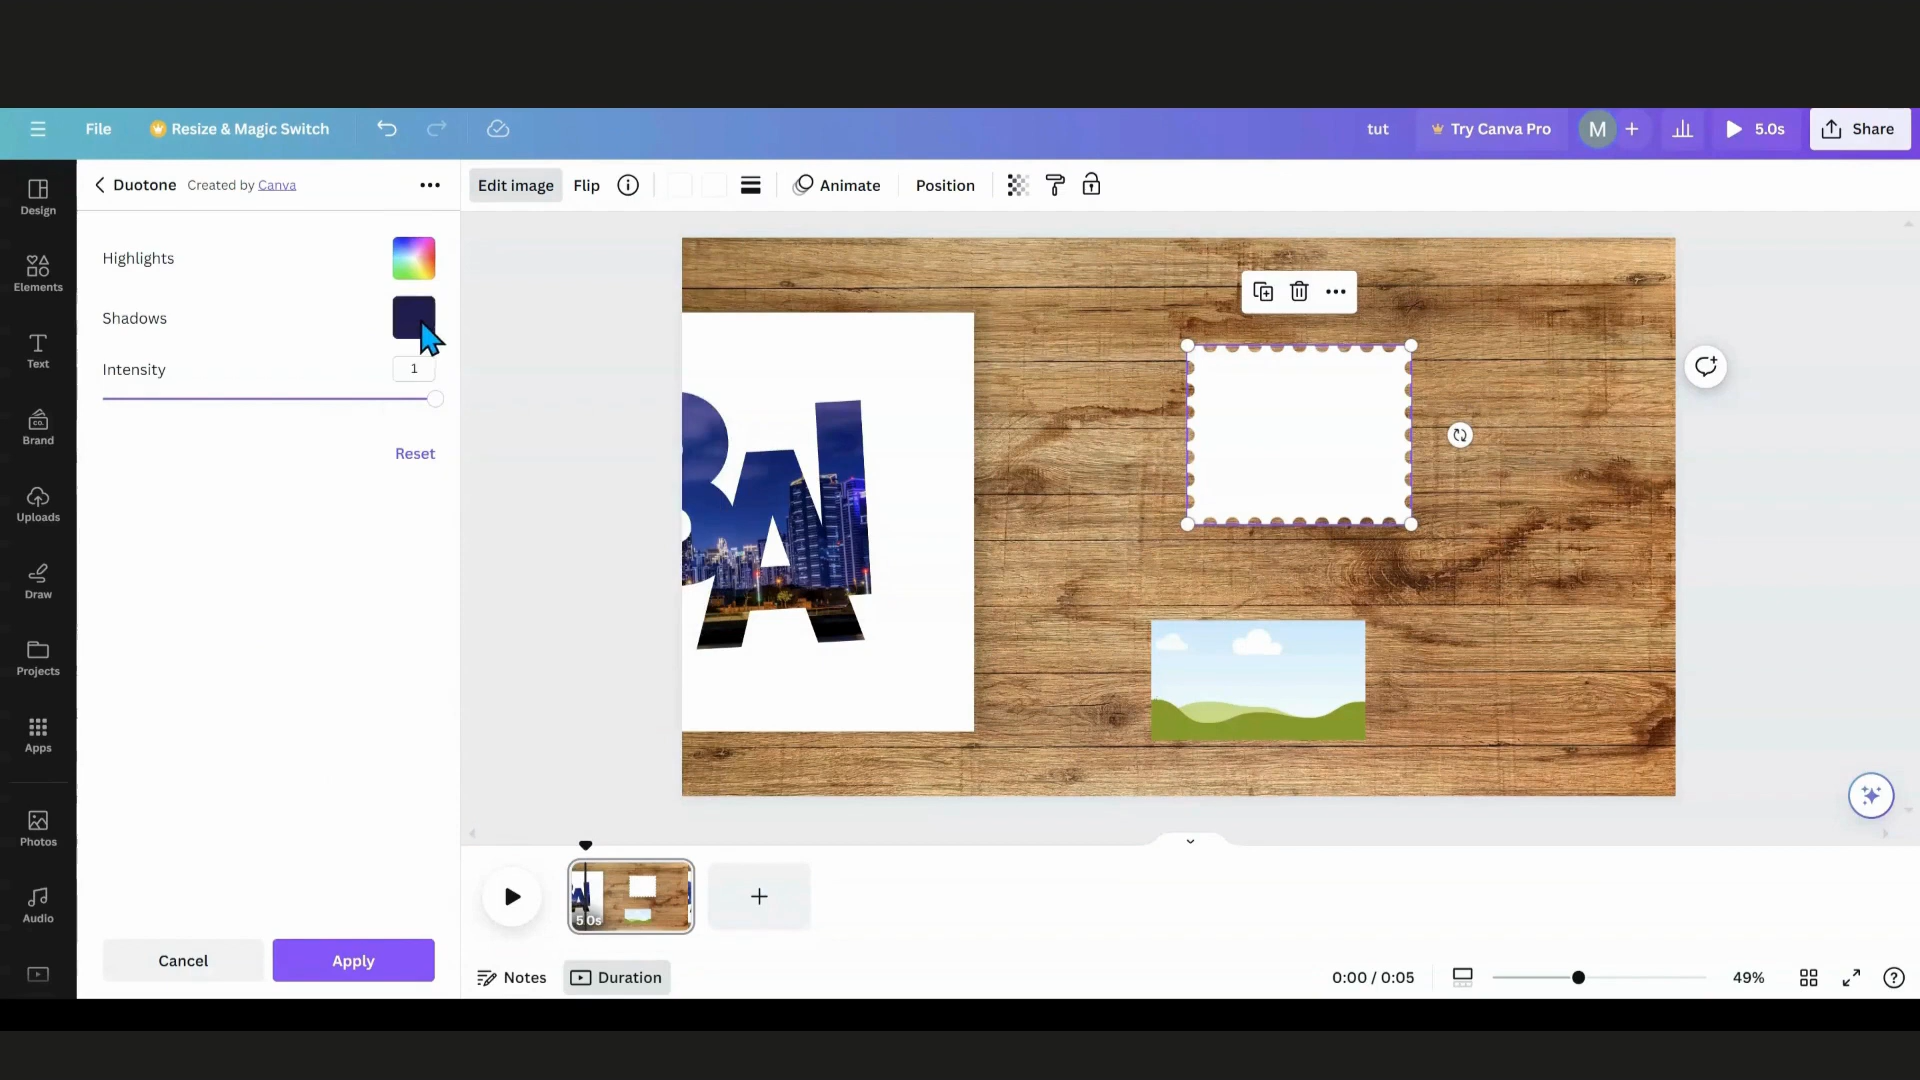 File
Resize & Magic Switch
tut
Try Canva Pro
M
5.0s
Share
Design
Elements
Text
Brand
CO.
Uploads
Draw
Projects
Apps
Photos
Audio
Duotone Created by Canva
Highlights
Shadows
Intensity
1
Reset
Cancel
Apply
Edit image
Flip
Animate
Position
5.0s
Notes
Duration
0:00 / 0:05
49%